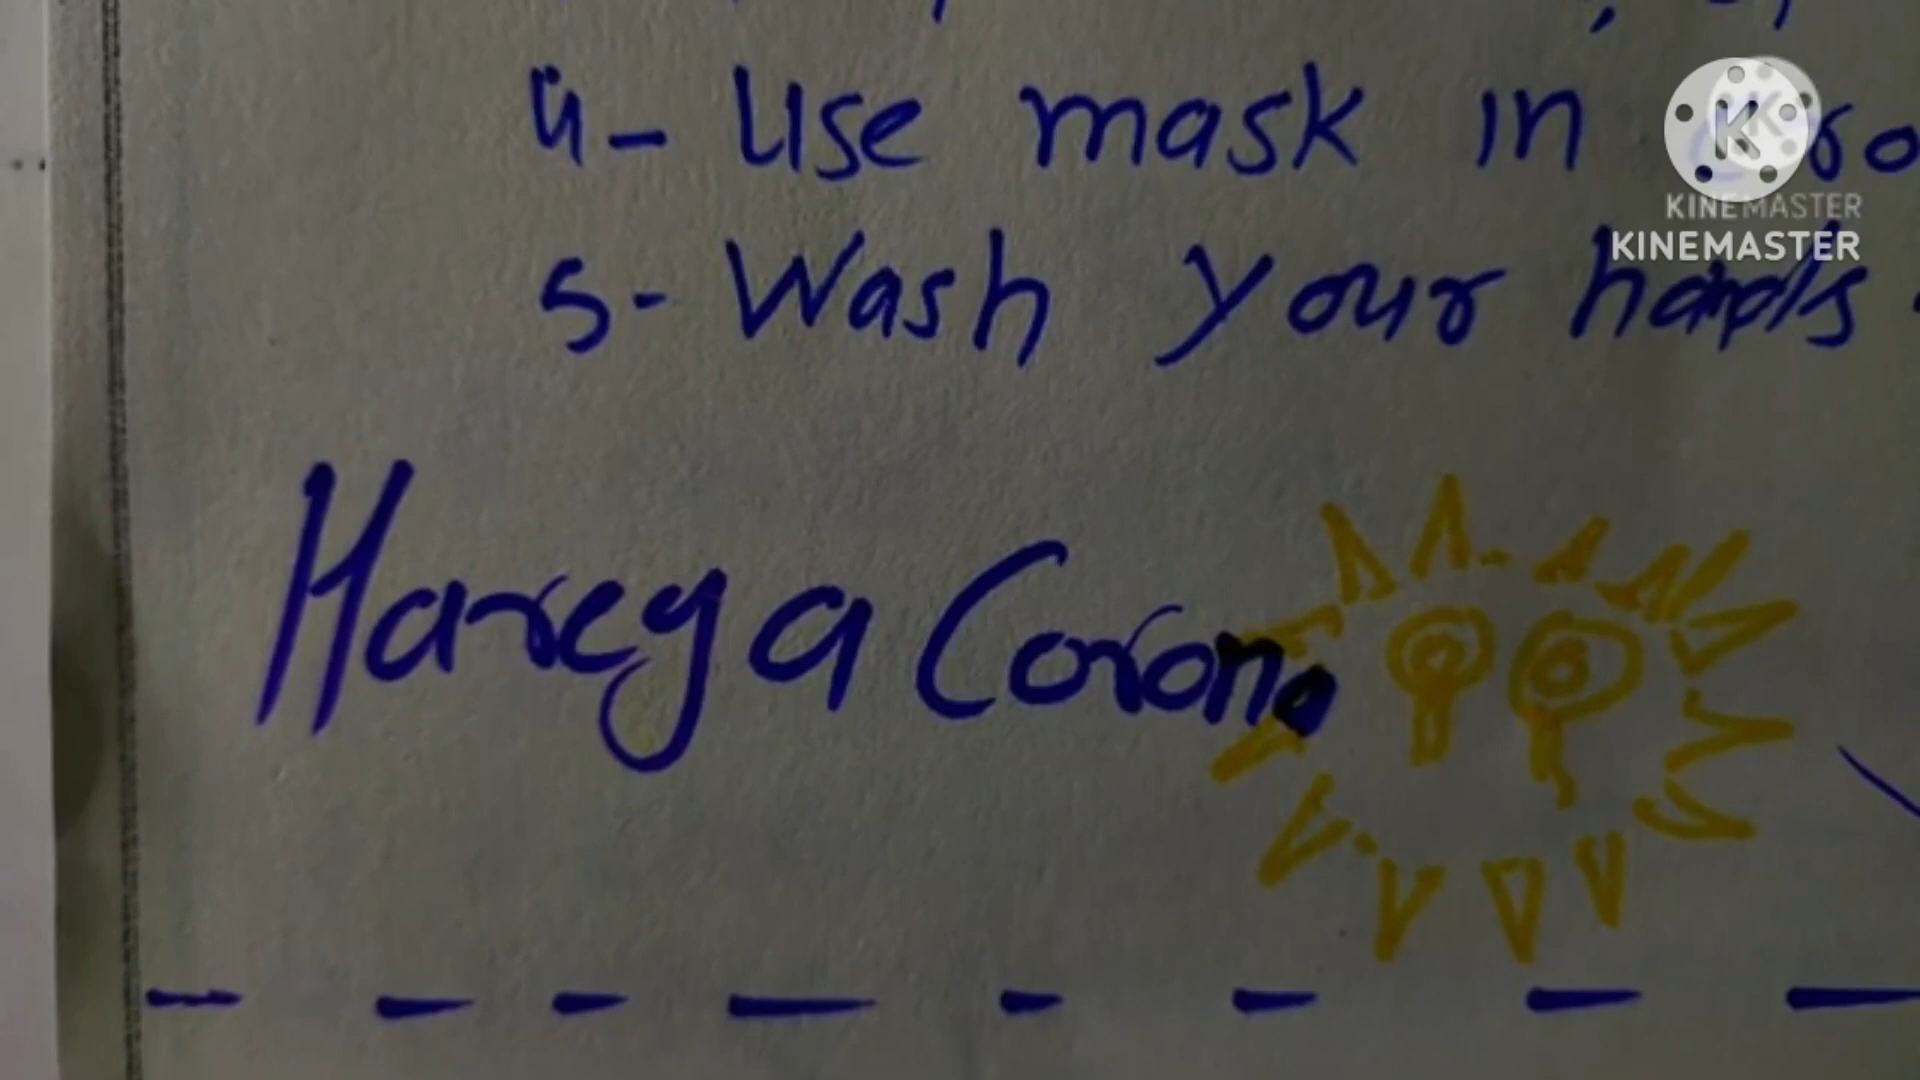 4- Use mask in
KINEMASTER
KINEMASTER
5- Wash your hands
Harega Corona